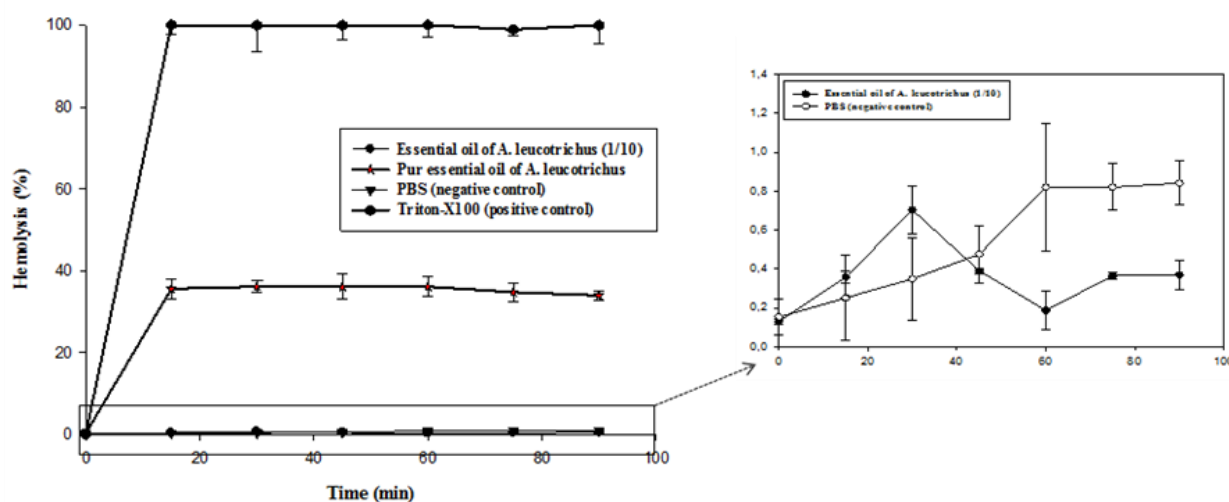 100
80
60
40
20
0
Hemolysis (%)
Essential oil of A. leucotrichus (1/10)
Pur essential oil of A. leucotrichus
PBS (negative control)
Triton-X100 (positive control)
0 20 40 60 80 100
Time (min)
1,4
1,2
1,0
0,8
0,6
0,4
0,2
0,0
Essential oil of A. leucotrichus (1/10)
PBS (negative control)
0 20 40 60 80 100